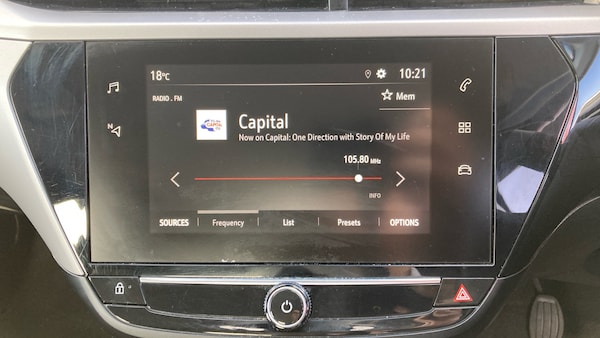 18°C 10:21
RADIO . FM Mem
Capital
Now on Capital: One Direction with Story Of My Life
105.80 MHz
INFO
SOURCES Frequency List Presets OPTIONS
N